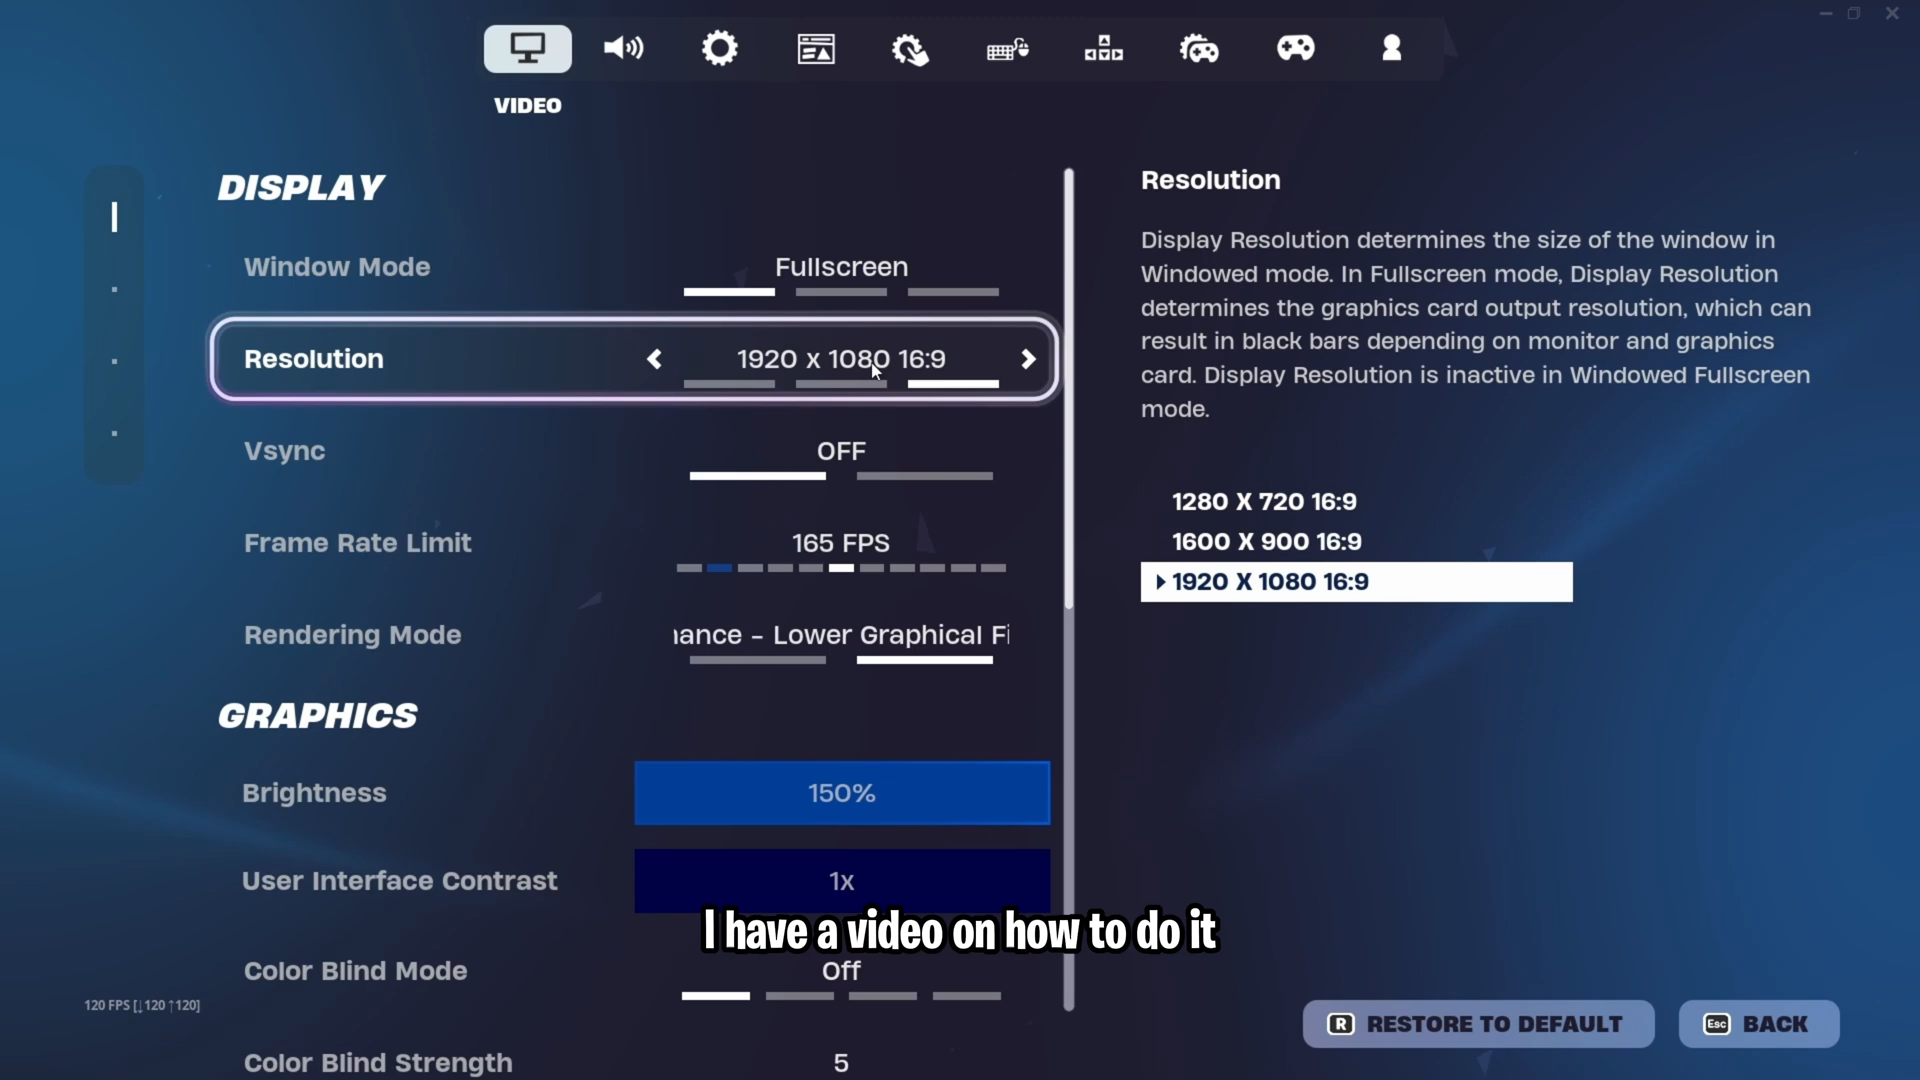 VIDEO
DISPLAY
Window Mode
Fullscreen
Resolution
1920 x 1080 16:9
Vsync
OFF
Frame Rate Limit
165 FPS
Rendering Mode
nance - Lower Graphical Fi
GRAPHICS
Brightness
150%
User Interface Contrast
1x
I have a video on how to do it
Color Blind Mode
Off
Color Blind Strength
5
120 FPS [↓120 ↑120]
Resolution
Display Resolution determines the size of the window in
Windowed mode. In Fullscreen mode, Display Resolution
determines the graphics card output resolution, which can
result in black bars depending on monitor and graphics
card. Display Resolution is inactive in Windowed Fullscreen
mode.
1280 X 720 16:9
1600 X 900 16:9
1920 X 1080 16:9
R RESTORE TO DEFAULT
Esc BACK